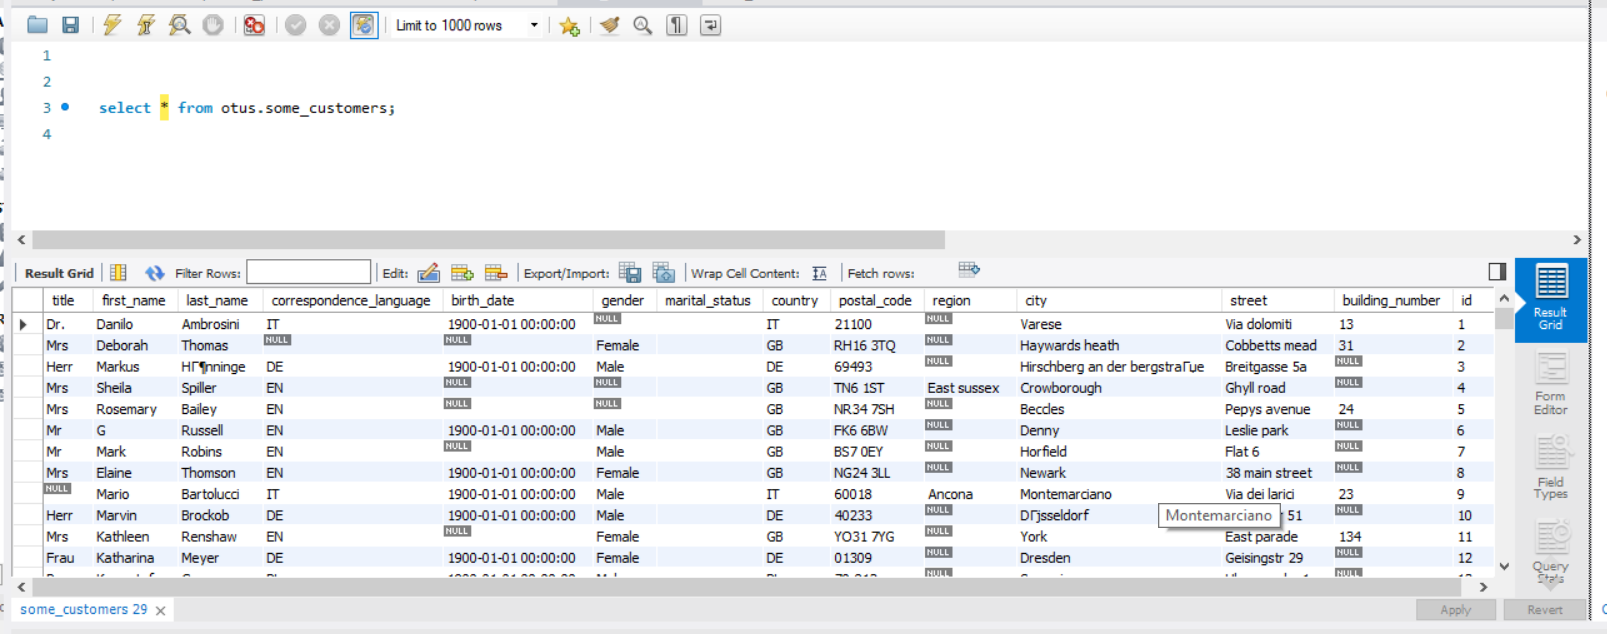 Limit to 1000 rows
1
2
3 select * from otus.some_customers;
4
Result Grid Filter Rows: Edit: Export/Import: Wrap Cell Content: Fetch rows:
title first_name last_name correspondence_language birth_date gender marital_status country postal_code region city street building_number id
Dr. Danilo Ambrosini IT 1900-01-01 00:00:00 NULL IT 21100 NULL Varese Via dolomiti 13 1
Mrs Deborah Thomas NULL NULL Female GB RH16 3TQ NULL Haywards heath Cobbetts mead 31 2
Herr Markus HГ¶nninge DE 1900-01-01 00:00:00 Male DE 69493 NULL Hirschberg an der bergstraГџe Breitgasse 5a NULL 3
Mrs Sheila Spiller EN NULL NULL GB TN6 1ST East sussex Crowborough Ghyll road NULL 4
Mrs Rosemary Bailey EN NULL NULL GB NR34 7SH NULL Beccles Pepys avenue 24 5
Mr G Russell EN 1900-01-01 00:00:00 Male GB FK6 6BW NULL Denny Leslie park NULL 6
Mr Mark Robins EN NULL Male GB BS7 0EY NULL Horfield Flat 6 NULL 7
Mrs Elaine Thomson EN 1900-01-01 00:00:00 Female GB NG24 3LL NULL Newark 38 main street NULL 8
NULL Mario Bartolucci IT 1900-01-01 00:00:00 Male IT 60018 Ancona Montemarciano Via dei larici 23 9
Herr Marvin Brockob DE 1900-01-01 00:00:00 Male DE 40233 NULL DГјsseldorf 51 NULL 10
Montemarciano
Mrs Kathleen Renshaw EN NULL Female GB YO31 7YG NULL York East parade 134 11
Frau Katharina Meyer DE 1900-01-01 00:00:00 Female DE 01309 NULL Dresden Geisingstr 29 NULL 12
Result Grid
Form Editor
Field Types
Query Stats
some_customers 29
Apply Revert